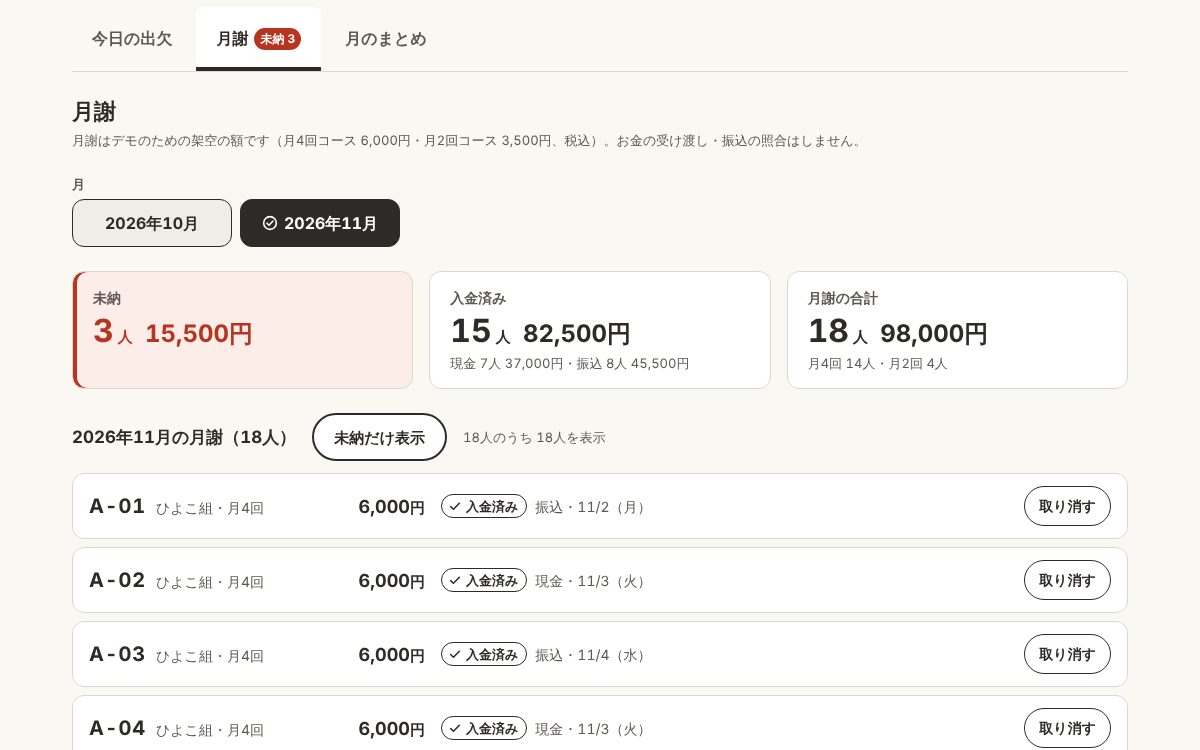 今日の出欠 月謝 未納 3 月のまとめ
月謝
月謝はデモのための架空の額です（月4回コース 6,000円・月2回コース 3,500円、税込）。お金の受け渡し・振込の照合はしません。
月
2026年10月 2026年11月
未納 入金済み 月謝の合計
3人 15,500円 15人 82,500円 18人 98,000円
現金 7人 37,000円・振込 8人 45,500円 月4回 14人・月2回 4人
2026年11月の月謝（18人） 未納だけ表示 18人のうち 18人を表示
A-01 ひよこ組・月4回 6,000円 入金済み 振込・11/2（月） 取り消す
A-02 ひよこ組・月4回 6,000円 入金済み 現金・11/3（火） 取り消す
A-03 ひよこ組・月4回 6,000円 入金済み 振込・11/4（水） 取り消す
A-04 ひよこ組・月4回 6,000円 入金済み 現金・11/3（火） 取り消す